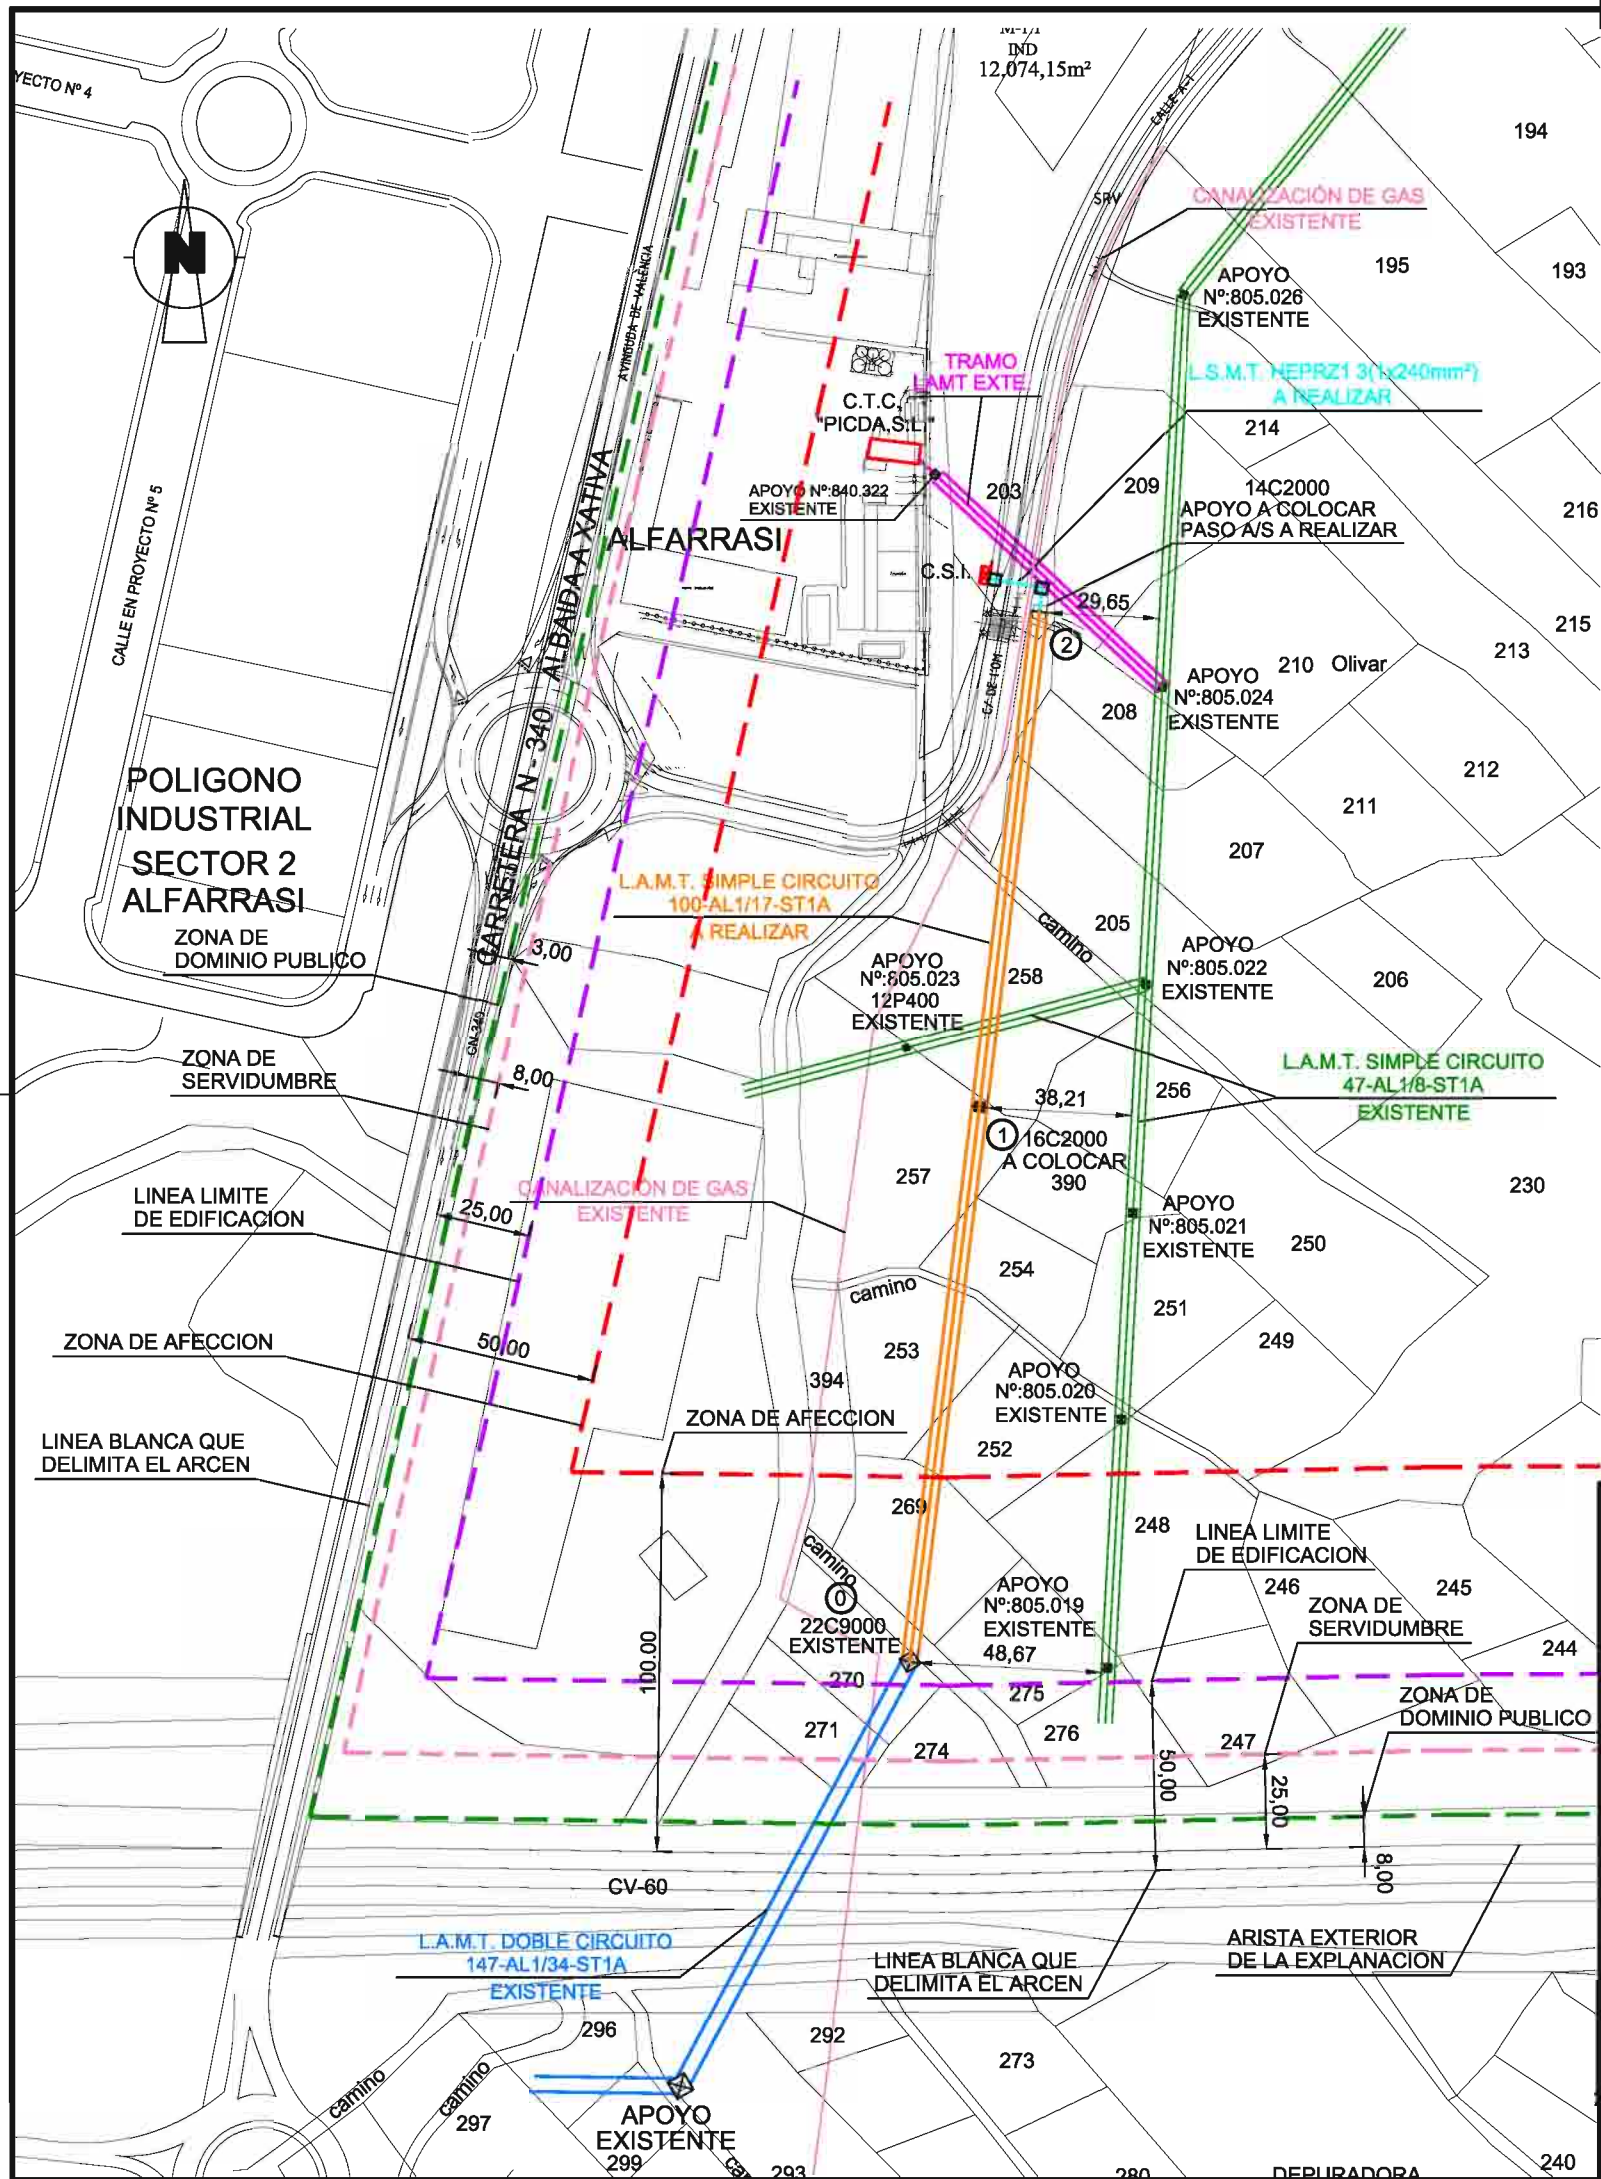 YECTO Nº 4
M-1.1
IND
12.074,15m²
CALLE A-1
194
SRV
CANALIZACIÓN DE GAS
EXISTENTE
195
193
N
APOYO
Nº:805.026
EXISTENTE
AVINGUDA DE VALÈNCIA
TRAMO
LAMT EXTE.
L.S.M.T. HEPRZ1 3(1x240mm²)
A REALIZAR
C.T.C.
"PICDA,S.L."
214
APOYO Nº:840.322
EXISTENTE
203
209
14C2000
APOYO A COLOCAR
PASO A/S A REALIZAR
216
ALFARRASI
C.S.I.
29,65
2
215
CALLE EN PROYECTO Nº 5
CARRETERA N - 340 ALBAIDA A XATIVA
C/ DE L'OM
210 Olivar
213
APOYO
Nº:805.024
EXISTENTE
208
212
POLIGONO
INDUSTRIAL
SECTOR 2
ALFARRASI
211
207
L.A.M.T. SIMPLE CIRCUITO
100-AL1/17-ST1A
A REALIZAR
camino
205
ZONA DE
DOMINIO PUBLICO
3,00
APOYO
Nº:805.023
12P400
EXISTENTE
258
APOYO
Nº:805.022
EXISTENTE
206
ZONA DE
SERVIDUMBRE
8,00
L.A.M.T. SIMPLE CIRCUITO
47-AL1/8-ST1A
EXISTENTE
38,21
256
1
16C2000
A COLOCAR
390
257
230
CANALIZACIÓN DE GAS
EXISTENTE
LINEA LIMITE
DE EDIFICACION
25,00
APOYO
Nº:805.021
EXISTENTE
250
254
camino
251
ZONA DE AFECCION
50,00
253
249
394
APOYO
Nº:805.020
EXISTENTE
ZONA DE AFECCION
252
LINEA BLANCA QUE
DELIMITA EL ARCEN
269
248
LINEA LIMITE
DE EDIFICACION
camino
0
22C9000
EXISTENTE
APOYO
Nº:805.019
EXISTENTE
48,67
246
245
ZONA DE
SERVIDUMBRE
244
100.00
270
275
ZONA DE
DOMINIO PUBLICO
271
274
276
247
50,00
25,00
8,00
CV-60
L.A.M.T. DOBLE CIRCUITO
147-AL1/34-ST1A
EXISTENTE
LINEA BLANCA QUE
DELIMITA EL ARCEN
ARISTA EXTERIOR
DE LA EXPLANACION
296
292
273
camino
camino
297
APOYO
EXISTENTE
299
293
280
DEPURADORA
240